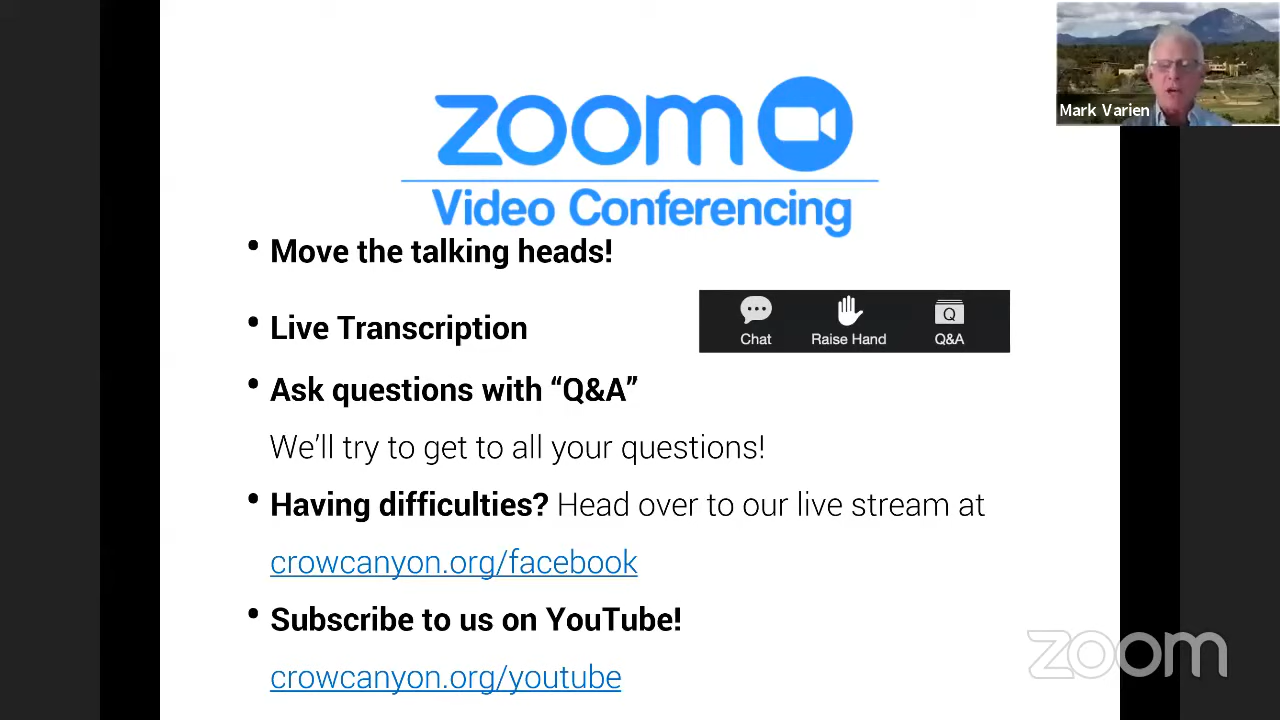 zoom
Video Conferencing
Mark Varien
• Move the talking heads!
• Live Transcription
Chat Raise Hand Q&A
Q
• Ask questions with “Q&A”
We’ll try to get to all your questions!
• Having difficulties? Head over to our live stream at
crowcanyon.org/facebook
• Subscribe to us on YouTube!
crowcanyon.org/youtube
zoom